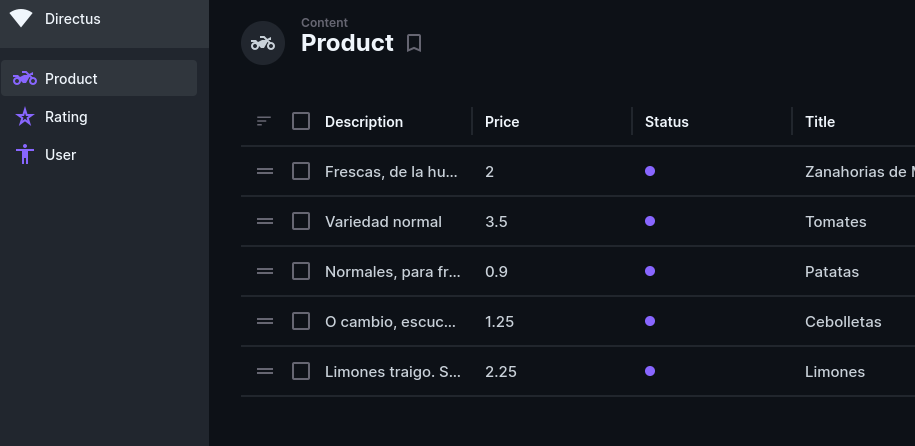 Directus
Product
Rating
User
Content
Product
Description Price Status Title
Frescas, de la hu... 2 Zanahorias de
Variedad normal 3.5 Tomates
Normales, para fr... 0.9 Patatas
O cambio, escuc... 1.25 Cebolletas
Limones traigo. S... 2.25 Limones